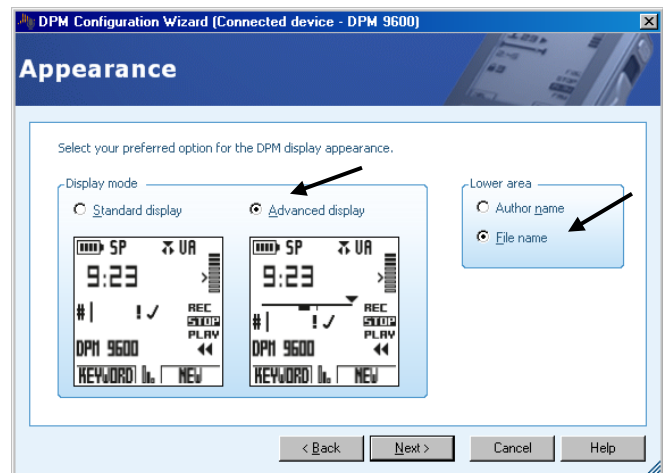 DPM Configuration Wizard (Connected device - DPM 9600)
Appearance
Select your preferred option for the DPM display appearance.
Display mode
Standard display
Advanced display
Lower area
Author name
File name
SP UA
9:23
#| !✓
REC
STOP
PLAY
DPM 9600
KEYWORD NEW
SP UA
9:23
#| !✓
REC
STOP
PLAY
DPM 9600
KEYWORD NEW
< Back
Next >
Cancel
Help